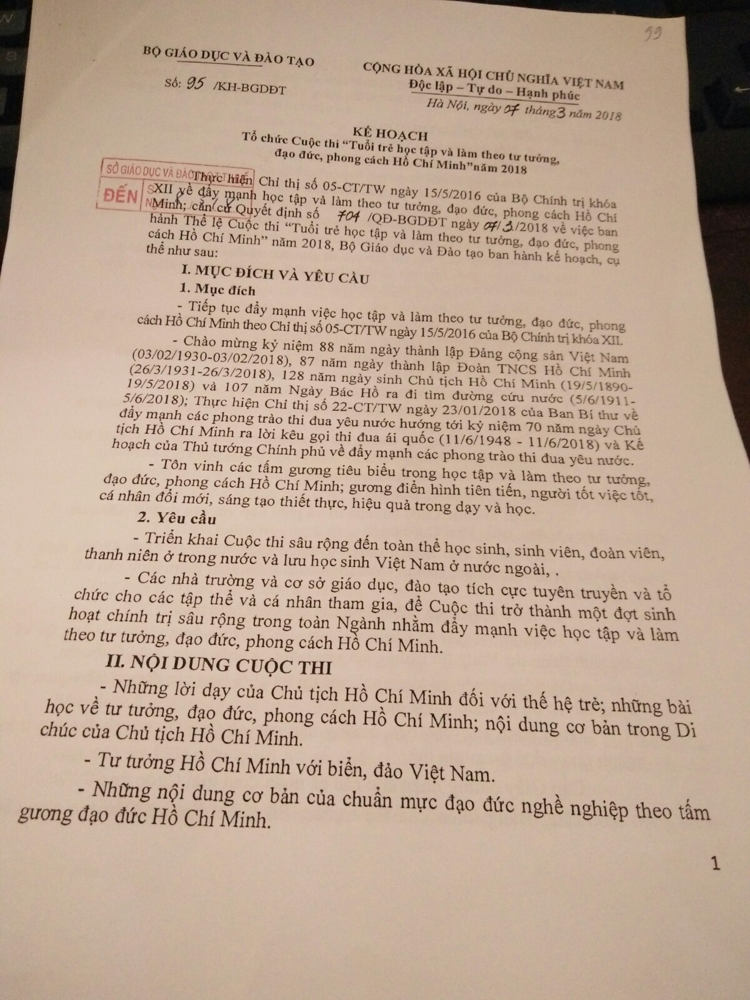 99
BỘ GIÁO DỤC VÀ ĐÀO TẠO
CỘNG HÒA XÃ HỘI CHỦ NGHĨA VIỆT NAM
Độc lập – Tự do – Hạnh phúc
Số: 95 /KH-BGDĐT
Hà Nội, ngày 07 tháng 3 năm 2018
KẾ HOẠCH
Tổ chức Cuộc thi “Tuổi trẻ học tập và làm theo tư tưởng,
đạo đức, phong cách Hồ Chí Minh”năm 2018
SỞ GIÁO DỤC VÀ ĐÀO
ĐẾN
Thực hiện Chỉ thị số 05-CT/TW ngày 15/5/2016 của Bộ Chính trị khóa
XII về đẩy mạnh học tập và làm theo tư tưởng, đạo đức, phong cách Hồ Chí
Minh; căn cứ Quyết định số 704 /QĐ-BGDĐT ngày 07/3/2018 về việc ban
hành Thể lệ Cuộc thi “Tuổi trẻ học tập và làm theo tư tưởng, đạo đức, phong
cách Hồ Chí Minh” năm 2018, Bộ Giáo dục và Đào tạo ban hành kế hoạch, cụ
thể như sau:
I. MỤC ĐÍCH VÀ YÊU CẦU
1. Mục đích
- Tiếp tục đẩy mạnh việc học tập và làm theo tư tưởng, đạo đức, phong
cách Hồ Chí Minh theo Chỉ thị số 05-CT/TW ngày 15/5/2016 của Bộ Chính trị khóa XII.
- Chào mừng kỷ niệm 88 năm ngày thành lập Đảng cộng sản Việt Nam
(03/02/1930-03/02/2018), 87 năm ngày thành lập Đoàn TNCS Hồ Chí Minh
(26/3/1931-26/3/2018), 128 năm ngày sinh Chủ tịch Hồ Chí Minh (19/5/1890-
19/5/2018) và 107 năm Ngày Bác Hồ ra đi tìm đường cứu nước (5/6/1911-
5/6/2018); Thực hiện Chỉ thị số 22-CT/TW ngày 23/01/2018 của Ban Bí thư về
đẩy mạnh các phong trào thi đua yêu nước hướng tới kỷ niệm 70 năm ngày Chủ
tịch Hồ Chí Minh ra lời kêu gọi thi đua ái quốc (11/6/1948 - 11/6/2018) và Kế
hoạch của Thủ tướng Chính phủ về đẩy mạnh các phong trào thi đua yêu nước.
- Tôn vinh các tấm gương tiêu biểu trong học tập và làm theo tư tưởng,
đạo đức, phong cách Hồ Chí Minh; gương điển hình tiên tiến, người tốt việc tốt,
cá nhân đổi mới, sáng tạo thiết thực, hiệu quả trong dạy và học.
2. Yêu cầu
- Triển khai Cuộc thi sâu rộng đến toàn thể học sinh, sinh viên, đoàn viên,
thanh niên ở trong nước và lưu học sinh Việt Nam ở nước ngoài, .
- Các nhà trường và cơ sở giáo dục, đào tạo tích cực tuyên truyền và tổ
chức cho các tập thể và cá nhân tham gia, để Cuộc thi trở thành một đợt sinh
hoạt chính trị sâu rộng trong toàn Ngành nhằm đẩy mạnh việc học tập và làm
theo tư tưởng, đạo đức, phong cách Hồ Chí Minh.
II. NỘI DUNG CUỘC THI
- Những lời dạy của Chủ tịch Hồ Chí Minh đối với thế hệ trẻ; những bài
học về tư tưởng, đạo đức, phong cách Hồ Chí Minh; nội dung cơ bản trong Di
chúc của Chủ tịch Hồ Chí Minh.
- Tư tưởng Hồ Chí Minh với biển, đảo Việt Nam.
- Những nội dung cơ bản của chuẩn mực đạo đức nghề nghiệp theo tấm
gương đạo đức Hồ Chí Minh.
1